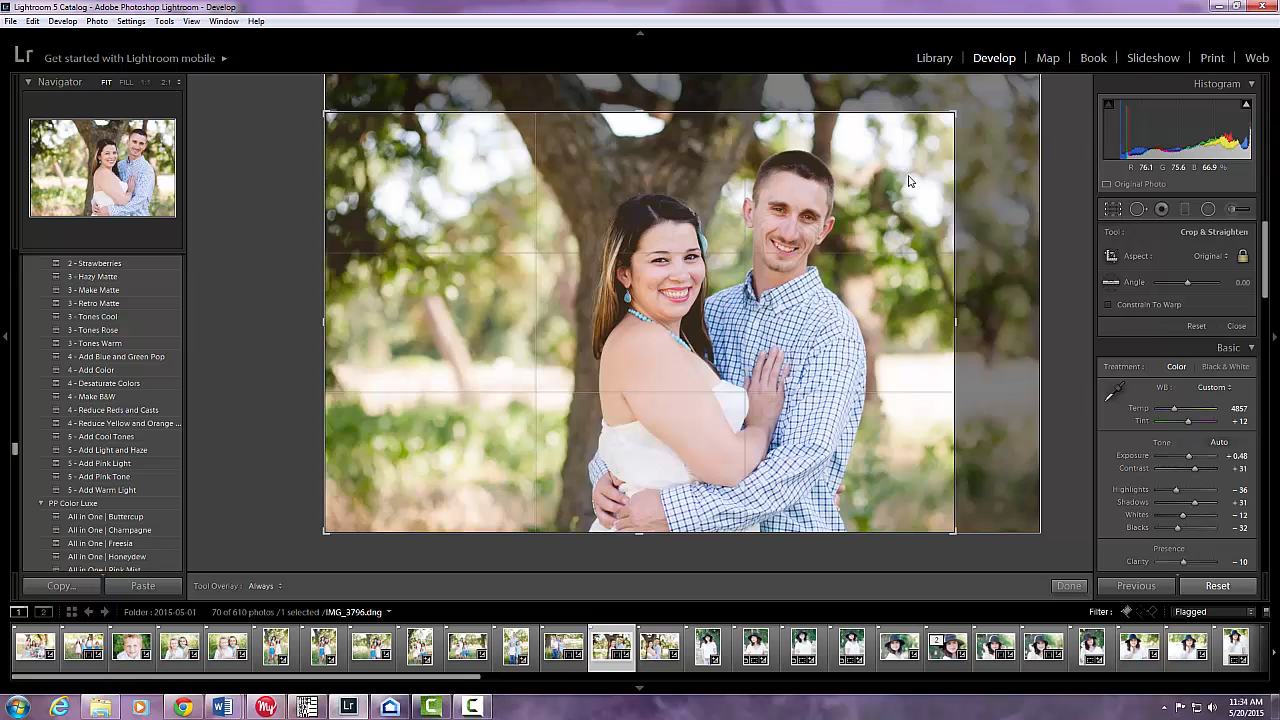 Lightroom 5 Catalog - Adobe Photoshop Lightroom - Develop
File Edit Develop Photo Settings Tools View Window Help
Lr Get started with Lightroom mobile
Library | Develop | Map | Book | Slideshow | Print | Web
Navigator FIT FILL 1:1 2:1
Histogram
R 76.1 G 75.6 B 66.9 %
Original Photo
Tool: Crop & Straighten
Aspect: Original
Angle 0.00
Constrain To Warp
Reset Close
Basic
Treatment: Color Black & White
WB: Custom
Temp 4857
Tint + 12
Tone Auto
Exposure + 0.48
Contrast + 31
Highlights - 36
Shadows + 31
Whites - 12
Blacks - 32
Presence
Clarity - 10
2 - Strawberries
3 - Hazy Matte
3 - Make Matte
3 - Retro Matte
3 - Tones Cool
3 - Tones Rose
3 - Tones Warm
4 - Add Blue and Green Pop
4 - Add Color
4 - Desaturate Colors
4 - Make B&W
4 - Reduce Reds and Casts
4 - Reduce Yellow and Orange ...
5 - Add Cool Tones
5 - Add Light and Haze
5 - Add Pink Light
5 - Add Pink Tone
5 - Add Warm Light
PP Color Luxe
All in One | Buttercup
All in One | Champagne
All in One | Freesia
All in One | Honeydew
All in One | Pink Mist
Copy... Paste
Tool Overlay: Always
Done
Previous Reset
1 2 Folder : 2015-05-01 70 of 610 photos / 1 selected / IMG_3796.dng
Filter: Flagged
2
My W Lr C C
11:34 AM
5/20/2015